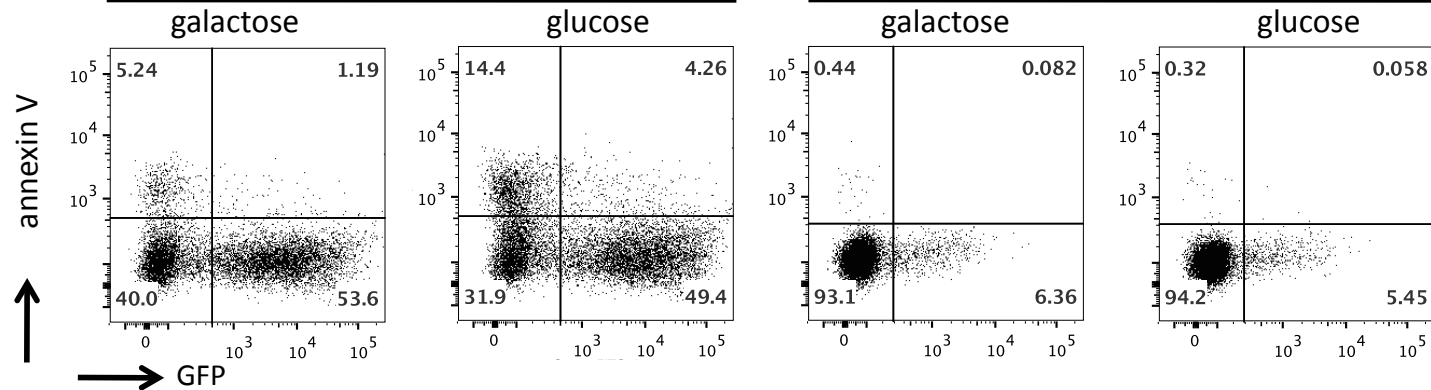 galactose glucose galactose glucose
annexin V
10^5 5.24 1.19 10^5 14.4 4.26 10^5 0.44 0.082 10^5 0.32 0.058
10^4 10^4 10^4 10^4
10^3 10^3 10^3 10^3
40.0 53.6 31.9 49.4 93.1 6.36 94.2 5.45
0 10^3 10^4 10^5 0 10^3 10^4 10^5 0 10^3 10^4 10^5 0 10^3 10^4 10^5
GFP